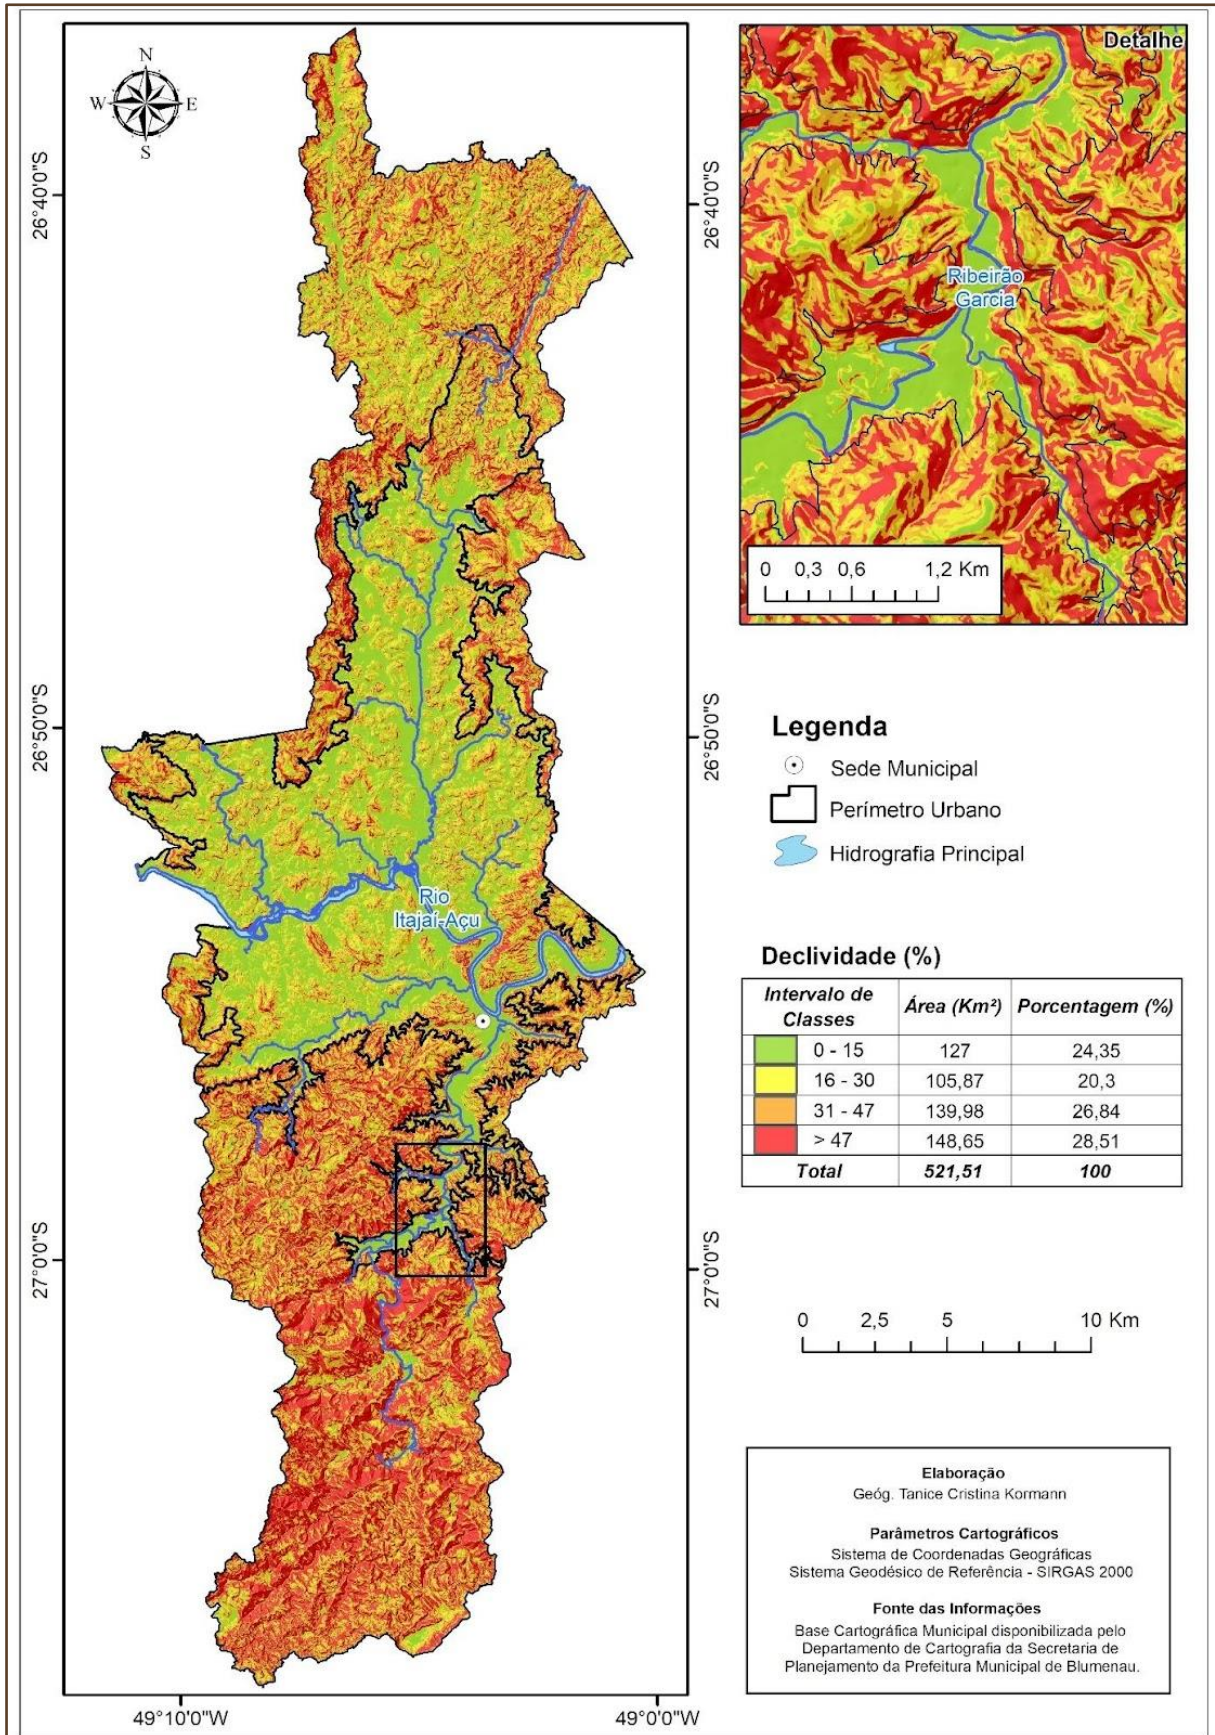 N
W
E
S
26°40'0"S
26°50'0"S
27°0'0"S
26°40'0"S
26°50'0"S
27°0'0"S
49°10'0"W
49°0'0"W
Rio
Itajaí-Açu
Detalhe
Ribeirão
Garcia
0 0,3 0,6 1,2 Km
Legenda
Sede Municipal
Perímetro Urbano
Hidrografia Principal
Declividade (%)
Intervalo de
Classes
Área (Km²)
Porcentagem (%)
0 - 15 127 24,35
16 - 30 105,87 20,3
31 - 47 139,98 26,84
> 47 148,65 28,51
Total 521,51 100
0 2,5 5 10 Km
Elaboração
Geóg. Tanice Cristina Kormann
Parâmetros Cartográficos
Sistema de Coordenadas Geográficas
Sistema Geodésico de Referência - SIRGAS 2000
Fonte das Informações
Base Cartográfica Municipal disponibilizada pelo
Departamento de Cartografia da Secretaria de
Planejamento da Prefeitura Municipal de Blumenau.